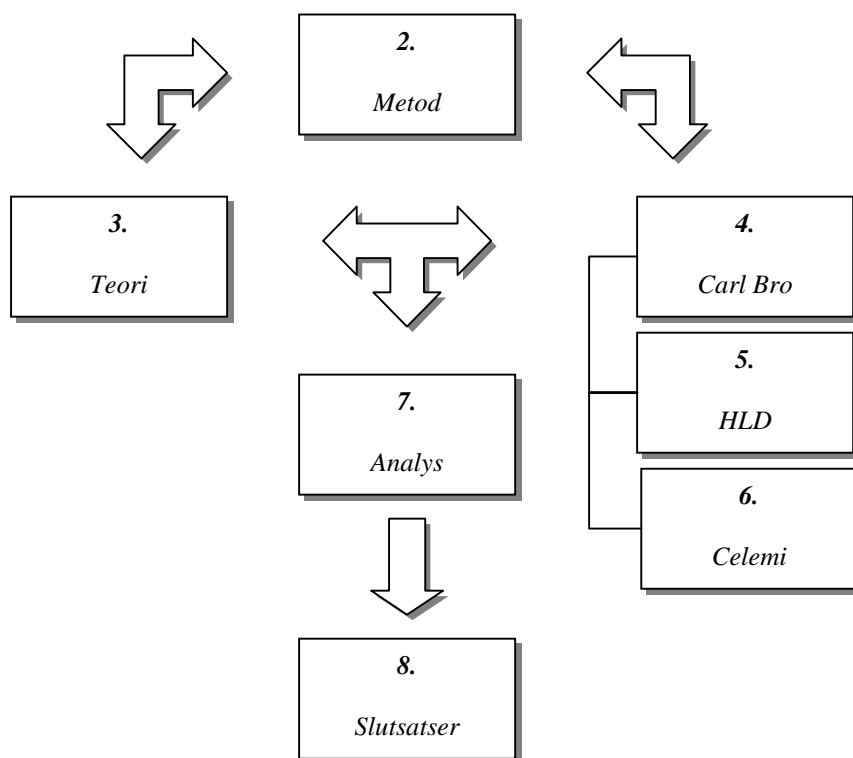 2.
Metod
3.
Teori
4.
Carl Bro
5.
HLD
6.
Celemi
7.
Analys
8.
Slutsatser